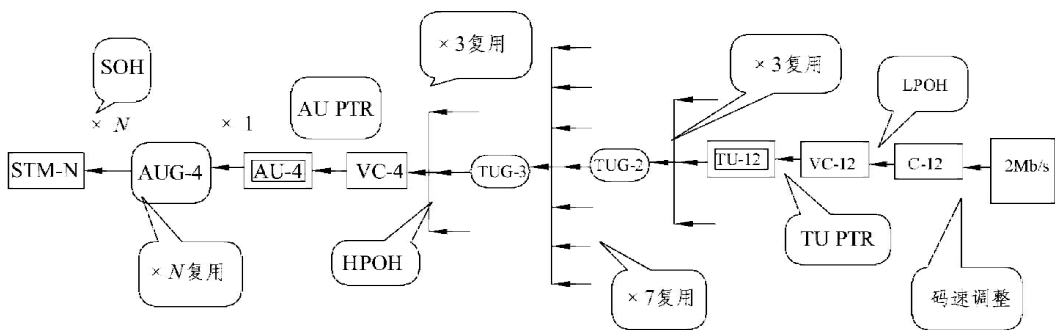 SOH
× 3复用
× 3复用
LPOH
AU PTR
× N
× 1
STM-N
AUG-4
AU-4
VC-4
TUG-3
TUG-2
TU-12
VC-12
C-12
2Mb/s
× N复用
HPOH
× 7复用
TU PTR
码速调整